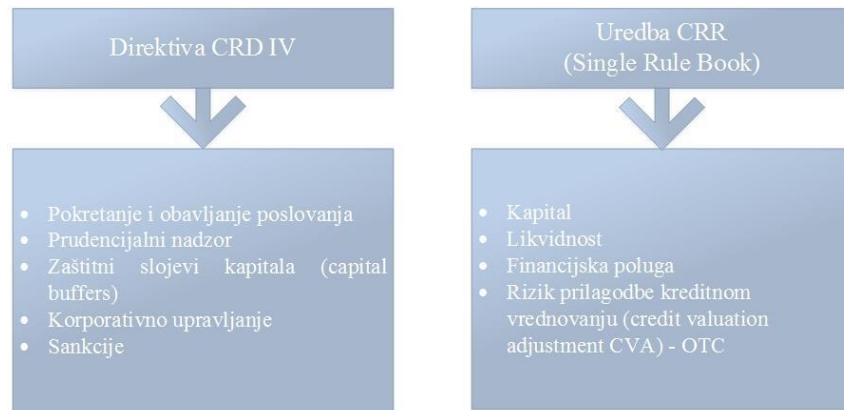 Direktiva CRD IV
Uredba CRR
(Single Rule Book)
• Pokretanje i obavljanje poslovanja
• Prudencijalni nadzor
• Zaštitni slojevi kapitala (capital
buffers)
• Korporativno upravljanje
• Sankcije
• Kapital
• Likvidnost
• Financijska poluga
• Rizik prilagodbe kreditnom
vrednovanju (credit valuation
adjustment CVA) - OTC